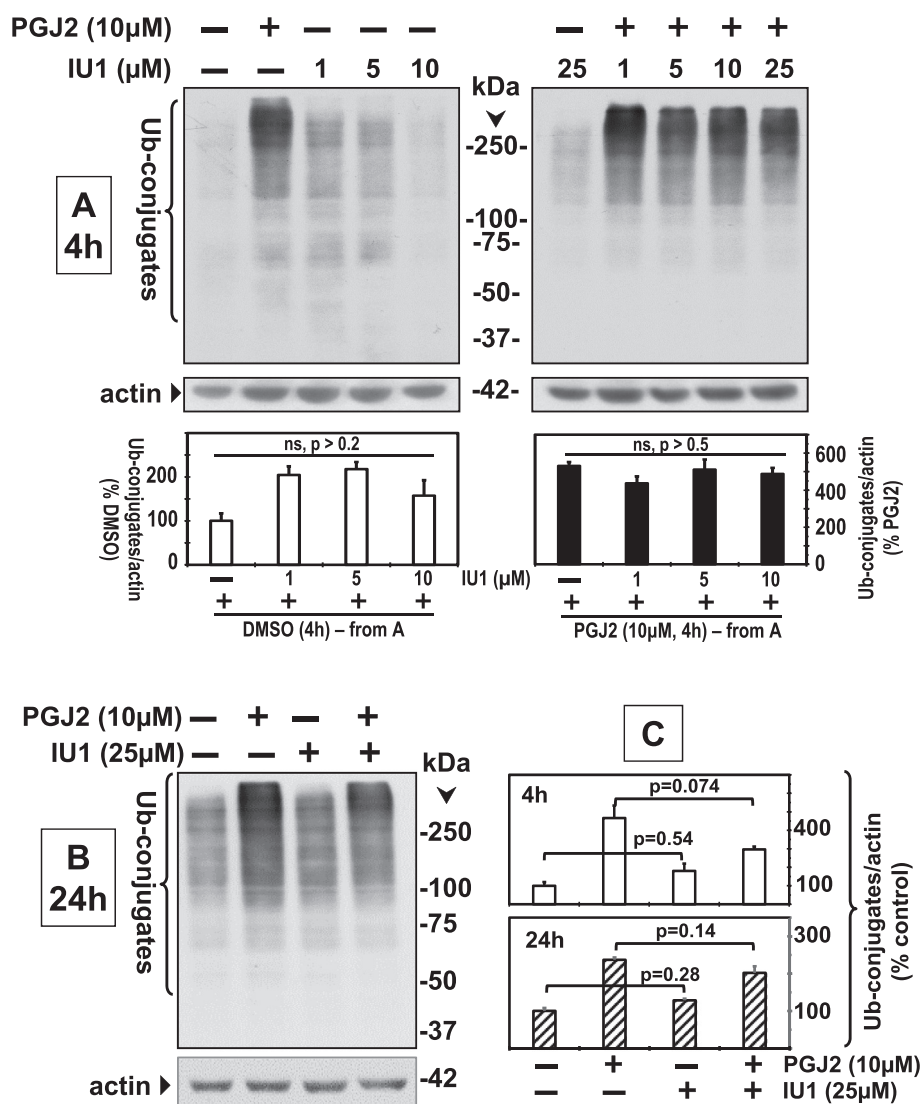 PGJ2 (10µM) – + – – – – + + + +
IU1 (µM) – – 1 5 10 25 1 5 10 25
kDa
Ub-conjugates
A
4h
-250-
-100-
-75-
-50-
-37-
actin -42-
Ub-conjugates/actin
(% DMSO)
200
100
0
ns, p > 0.2
– 1 5 10 IU1 (µM)
+ + + +
DMSO (4h) – from A
ns, p > 0.5
600
400
200
0
Ub-conjugates/actin
(% PGJ2)
– 1 5 10
+ + + +
PGJ2 (10µM, 4h) – from A
PGJ2 (10µM) – + – +
IU1 (25µM) – – + +
kDa
Ub-conjugates
B
24h
-250
-100
-75
-50
-37
actin -42
C
4h
p=0.074
p=0.54
400
100
24h
p=0.14
p=0.28
300
100
Ub-conjugates/actin
(% control)
– + – + PGJ2 (10µM)
– – + + IU1 (25µM)